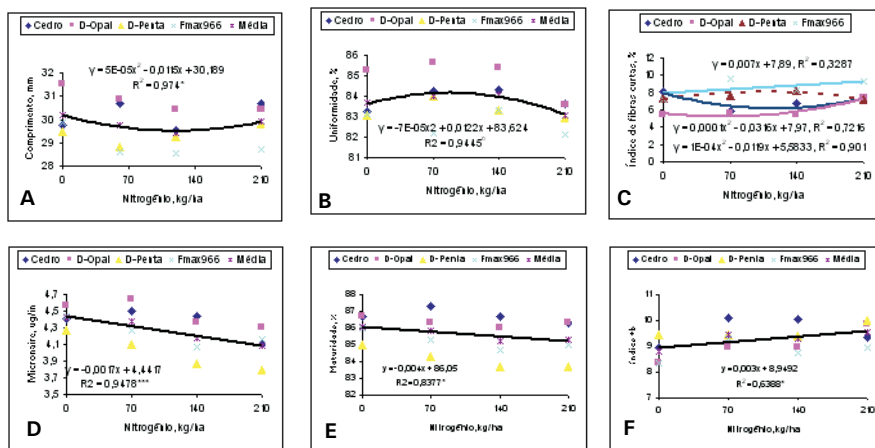 Cedro D-Opal D-Penta Fmax966 Média
Comprimento, mm
33
32
31
30
29
28
y = 5E-05x² - 0,0115x + 30,189
R² = 0,974*
0 70 140 210
Nitrogênio, kg/ha
A
Cedro D-Opal D-Penta Fmax966 Média
Uniformidade, %
86
85
84
83
82
81
y = -7E-05x2 + 0,0122x + 83,624
R2 = 0,9445°
0 70 140 210
Nitrogênio, kg/ha
B
Cedro D-Opal D-Penta Fmax966
Índice de fibras curtas, %
12
10
8
6
4
2
0
y = 0,007x + 7,89, R² = 0,3287
y = 0,0001x² - 0,0316x + 7,97, R² = 0,7216
y = 1E-04x² - 0,0119x + 5,5833, R² = 0,901
0 70 140 210
Nitrogênio, kg/ha
C
Cedro D-Opal D-Penta Fmax966 Média
Micronaire, ug/in
4,7
4,5
4,3
4,1
3,9
3,7
3,5
y = -0,0017x + 4,4417
R2 = 0,9478***
0 70 140 210
Nitrogênio, kg/ha
D
Cedro D-Opal D-Penta Fmax966 Média
Maturidade, %
88
87
86
85
84
83
82
y = -0,004x + 86,05
R2=0,8377*
0 70 140 210
Nitrogênio, kg/ha
E
Cedro D-Opal D-Penta Fmax966 Média
Índice +b
11
10
9
8
7
y = 0,003x + 8,9492
R² = 0,6388*
0 70 140 210
Nitrogênio, kg/ha
F